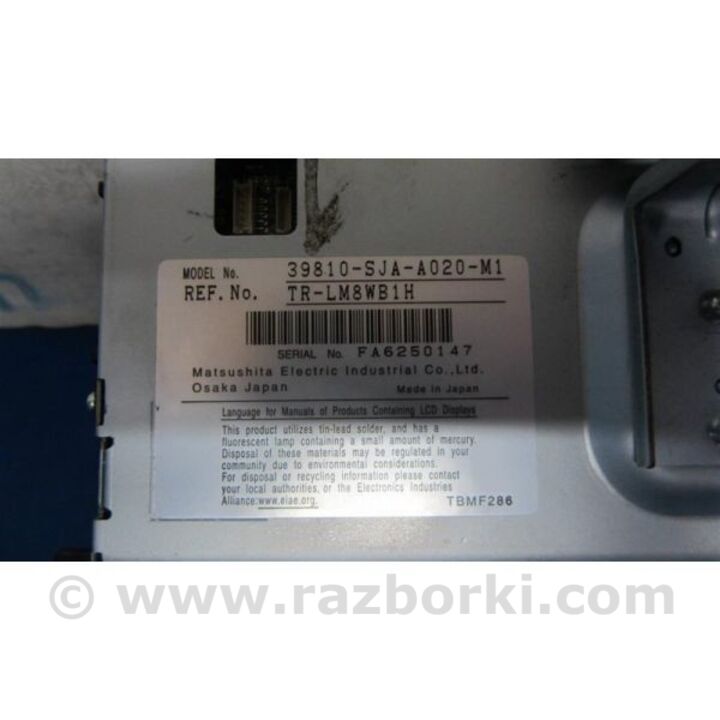 MODEL No. 39810-SJA-A020-M1
REF. No. TR-LM8WB1H
SERIAL No. FA6250147
Matsushita Electric Industrial Co., Ltd.
Osaka Japan Made in Japan
Language for Manuals of Products Containing LCD Displays
This product utilizes tin-lead solder, and has a
fluorescent lamp containing a small amount of mercury.
Disposal of these materials may be regulated in your
community due to environmental considerations.
For disposal or recycling information please contact
your local authorities, or the Electronics Industries
Alliance:www.eiae.org. TBMF286
© www.razborki.com